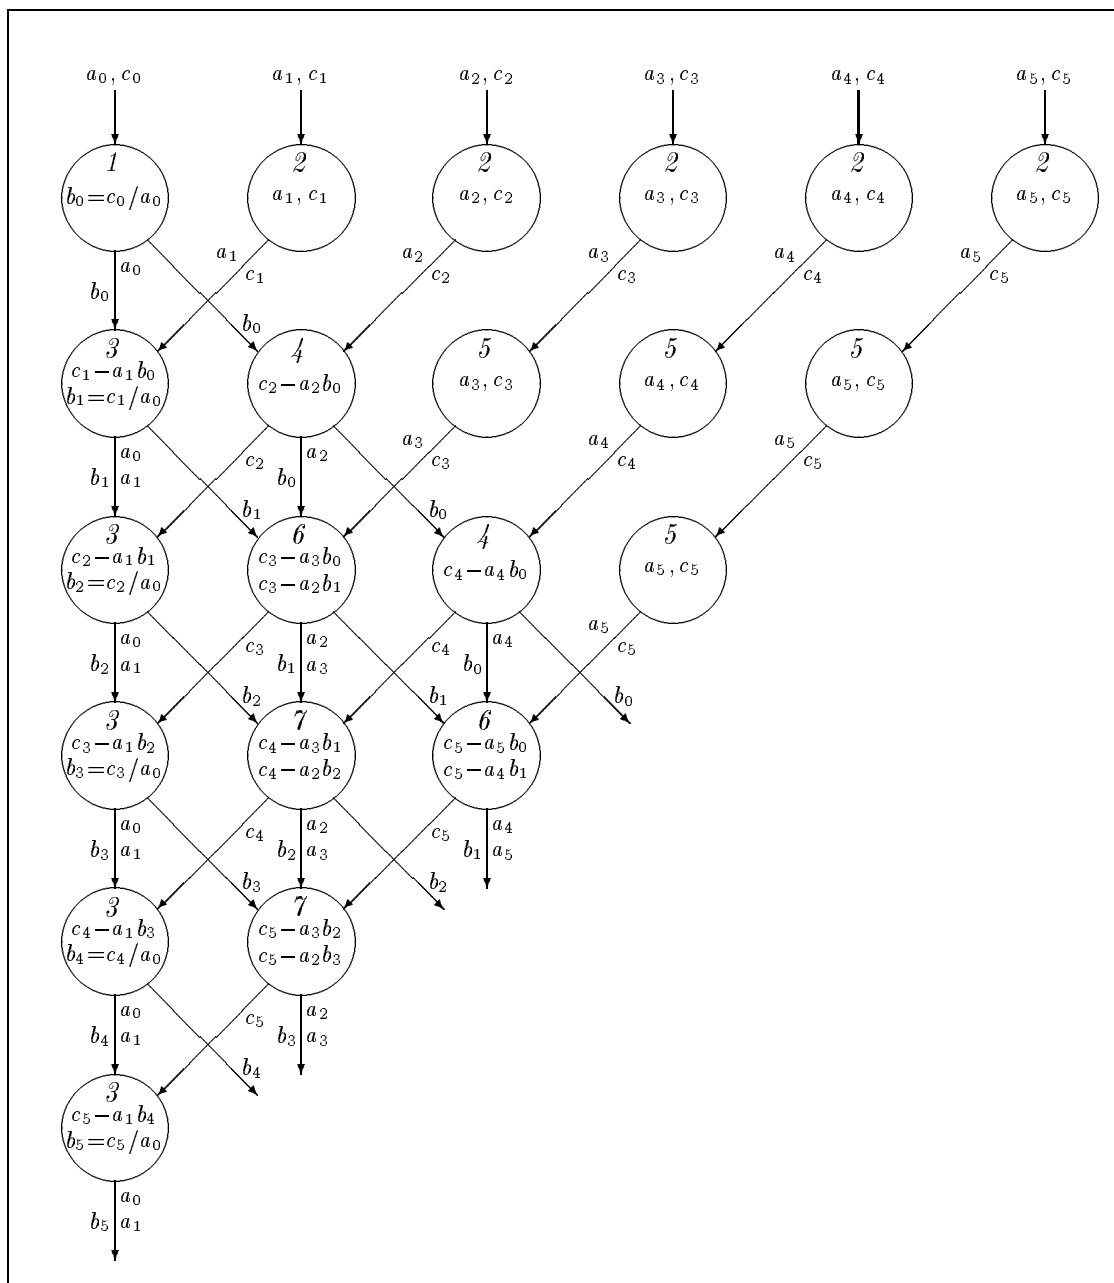 a₀, c₀ a₁, c₁ a₂, c₂ a₃, c₃ a₄, c₄ a₅, c₅
1 2 2 2 2 2
b₀=c₀/a₀ a₁, c₁ a₂, c₂ a₃, c₃ a₄, c₄ a₅, c₅
a₀ a₁ a₂ a₃ a₄ a₅
b₀ c₁ c₂ c₃ c₄ c₅
b₀
3 4 5 5 5
c₁−a₁b₀ c₂−a₂b₀ a₃, c₃ a₄, c₄ a₅, c₅
b₁=c₁/a₀
a₀ c₂ a₂ a₃ a₄ a₅
b₁ a₁ b₀ c₃ c₄ c₅
b₁ b₀
3 6 4 5
c₂−a₁b₁ c₃−a₃b₀ c₄−a₄b₀ a₅, c₅
b₂=c₂/a₀ c₃−a₂b₁
a₀ c₃ a₂ c₄ a₄ a₅
b₂ a₁ b₁ a₃ b₀ c₅
b₂ b₁ b₀
3 7 6
c₃−a₁b₂ c₄−a₃b₁ c₅−a₅b₀
b₃=c₃/a₀ c₄−a₂b₂ c₅−a₄b₁
a₀ c₄ a₂ c₅ a₄
b₃ a₁ b₂ a₃ b₁ a₅
b₃ b₂
3 7
c₄−a₁b₃ c₅−a₃b₂
b₄=c₄/a₀ c₅−a₂b₃
a₀ c₅ a₂
b₄ a₁ b₃ a₃
b₄
3
c₅−a₁b₄
b₅=c₅/a₀
a₀
b₅ a₁